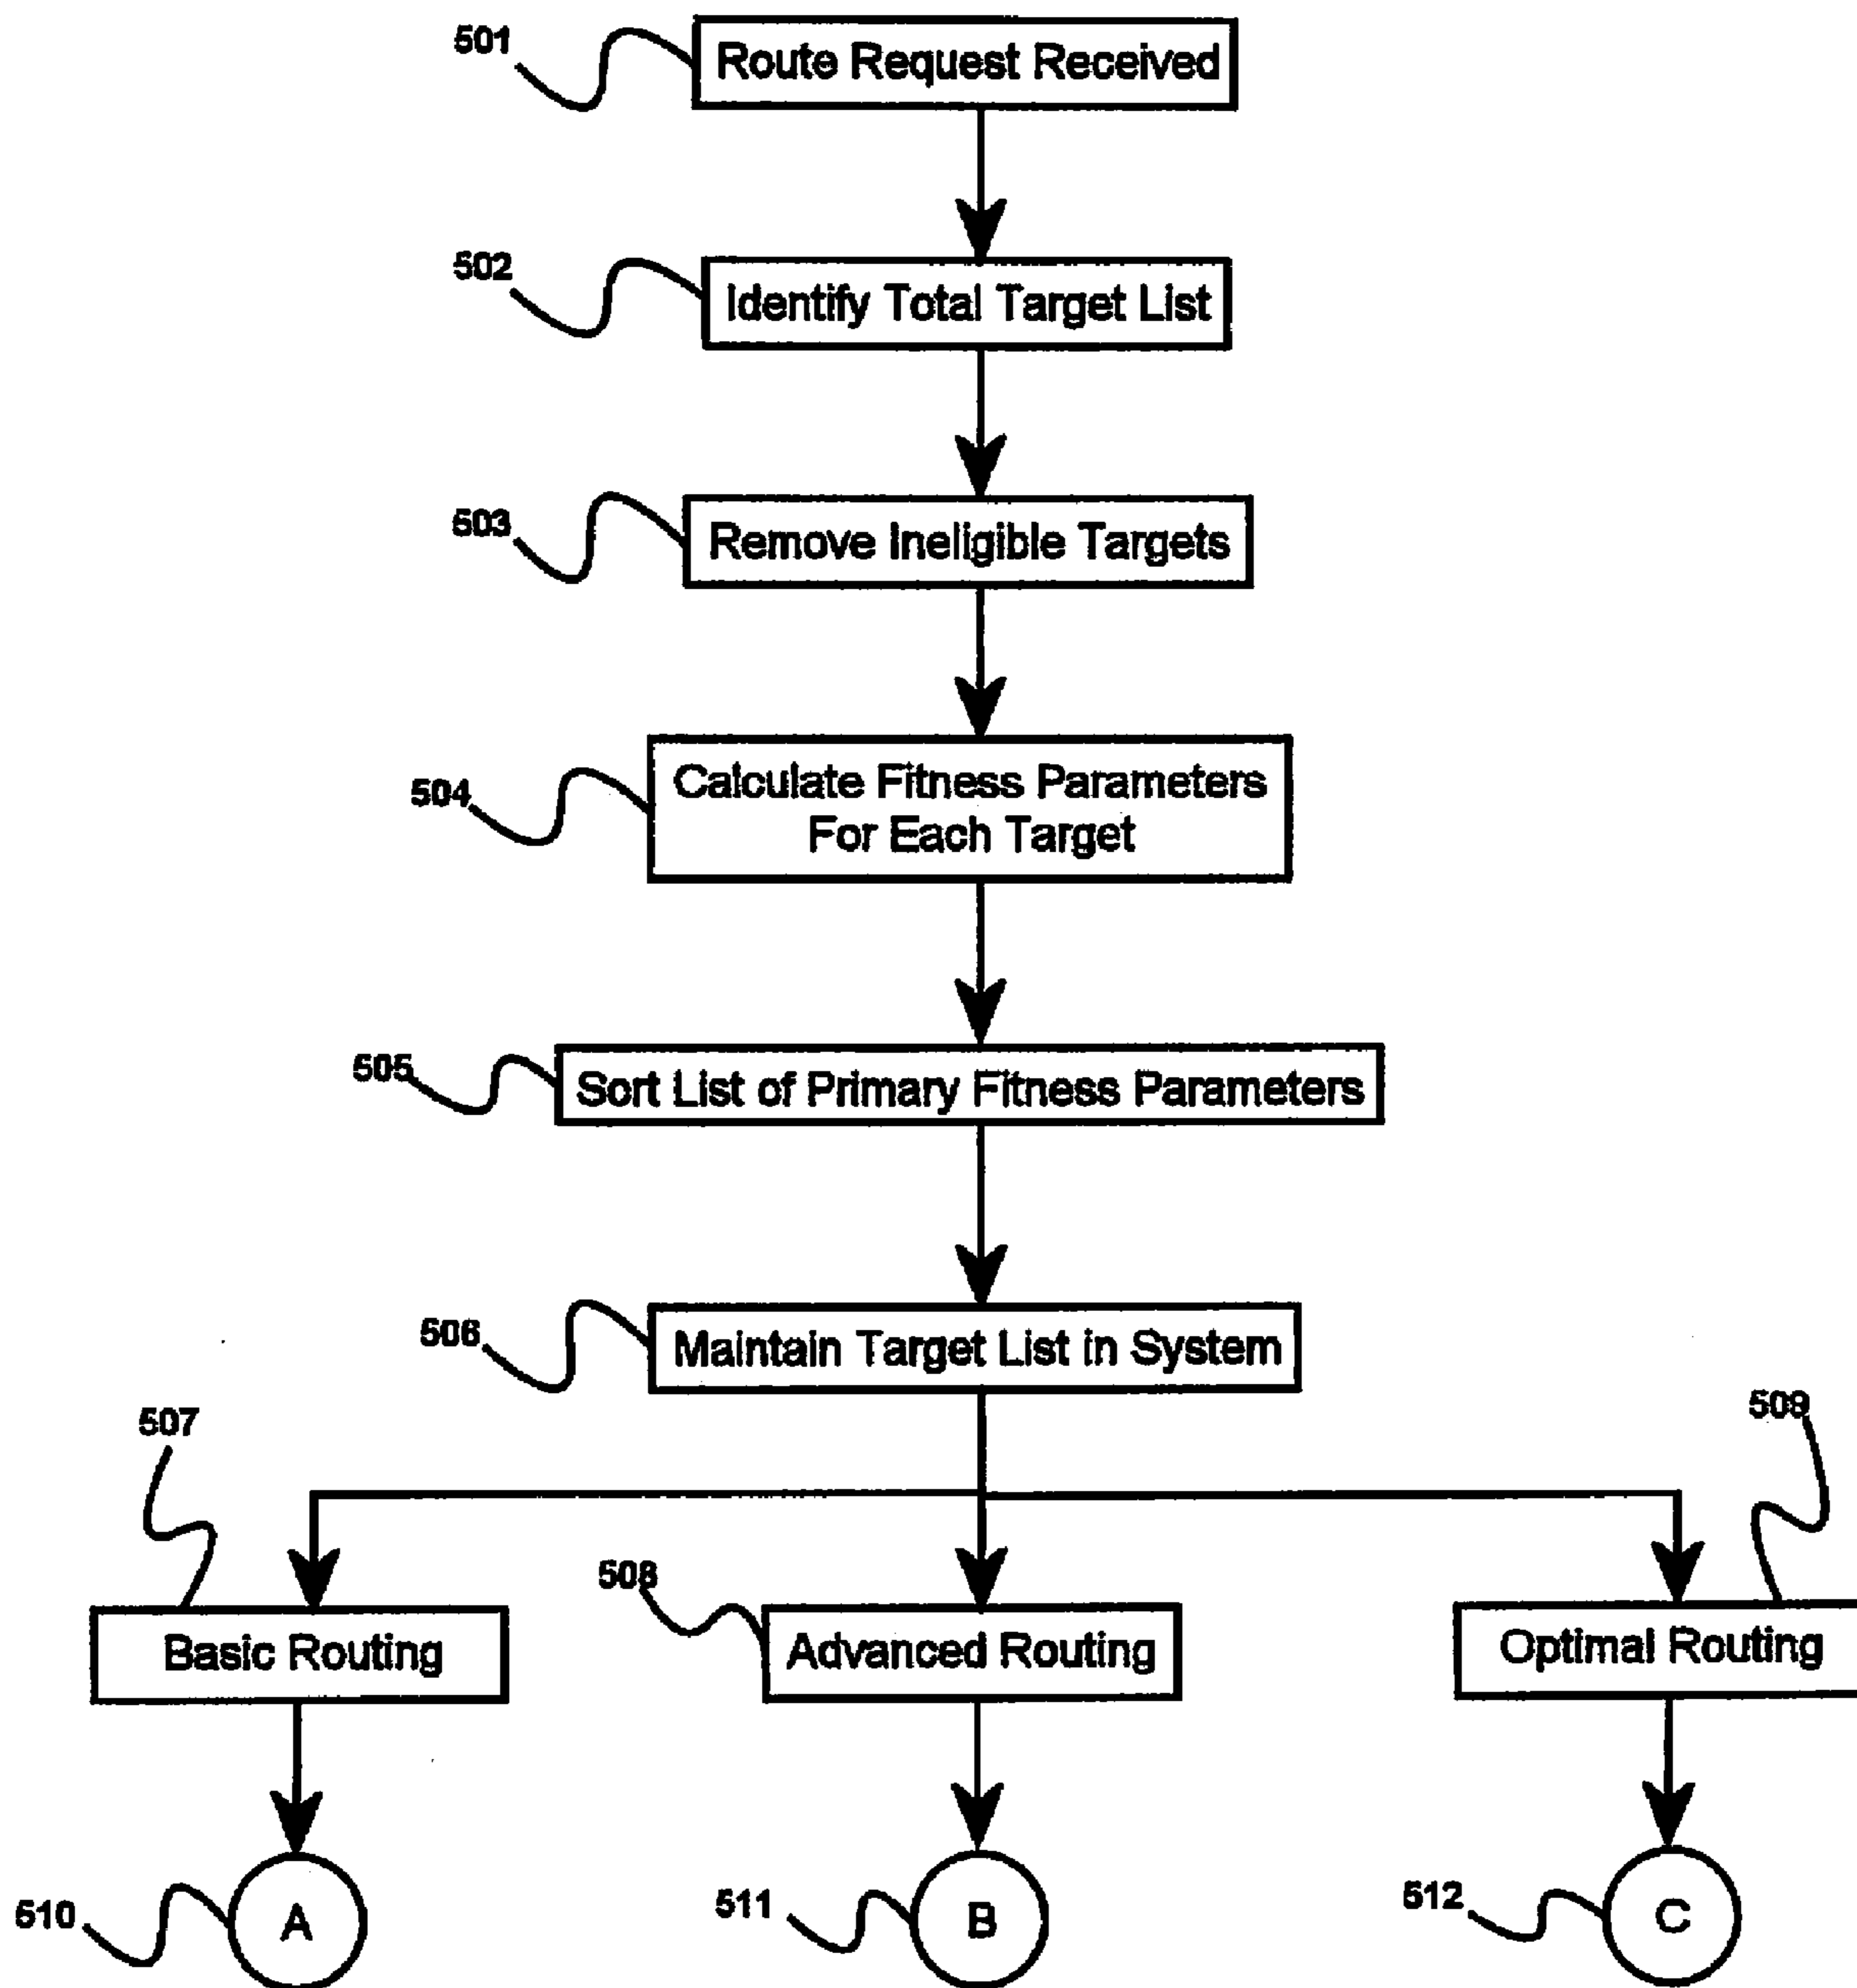 501
Route Request Received
502
Identify Total Target List
503
Remove Ineligible Targets
504
Calculate Fitness Parameters
For Each Target
505
Sort List of Primary Fitness Parameters
506
Maintain Target List in System
507
509
508
Basic Routing
Advanced Routing
Optimal Routing
510
A
511
B
512
C